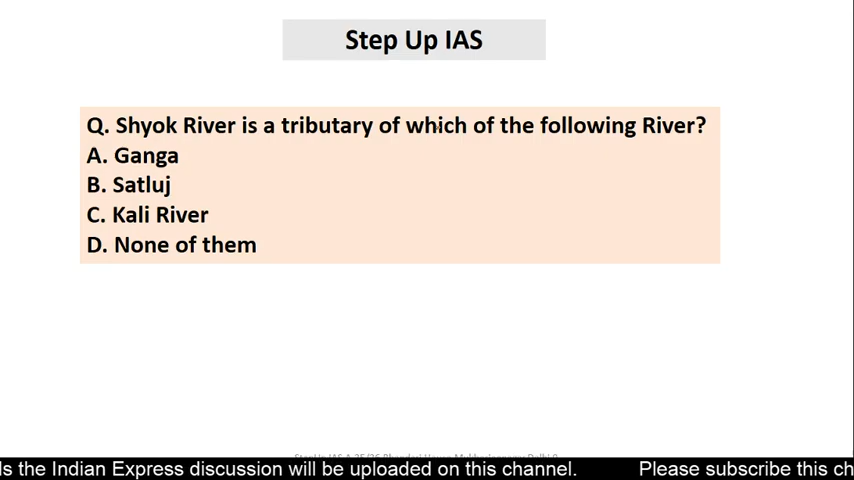 Step Up IAS
Q. Shyok River is a tributary of which of the following River?
A. Ganga
B. Satluj
C. Kali River
D. None of them
ls the Indian Express discussion will be uploaded on this channel. Please subscribe this ch